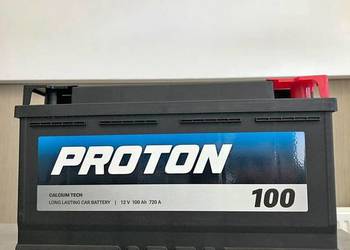 PROTON
CALCIUM TECH
LONG LASTING CAR BATTERY | 12 V 100 Ah 720 A
100